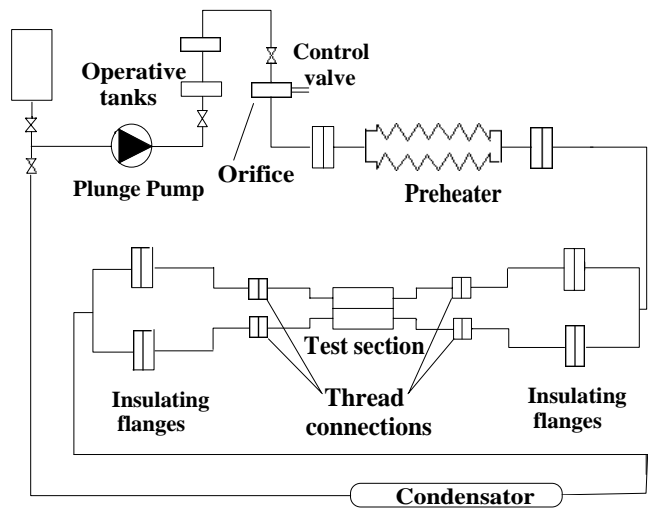 Control
valve
Operative
tanks
Orifice
Plunge Pump
Preheater
Test section
Insulating
flanges
Thread
connections
Insulating
flanges
Condensator